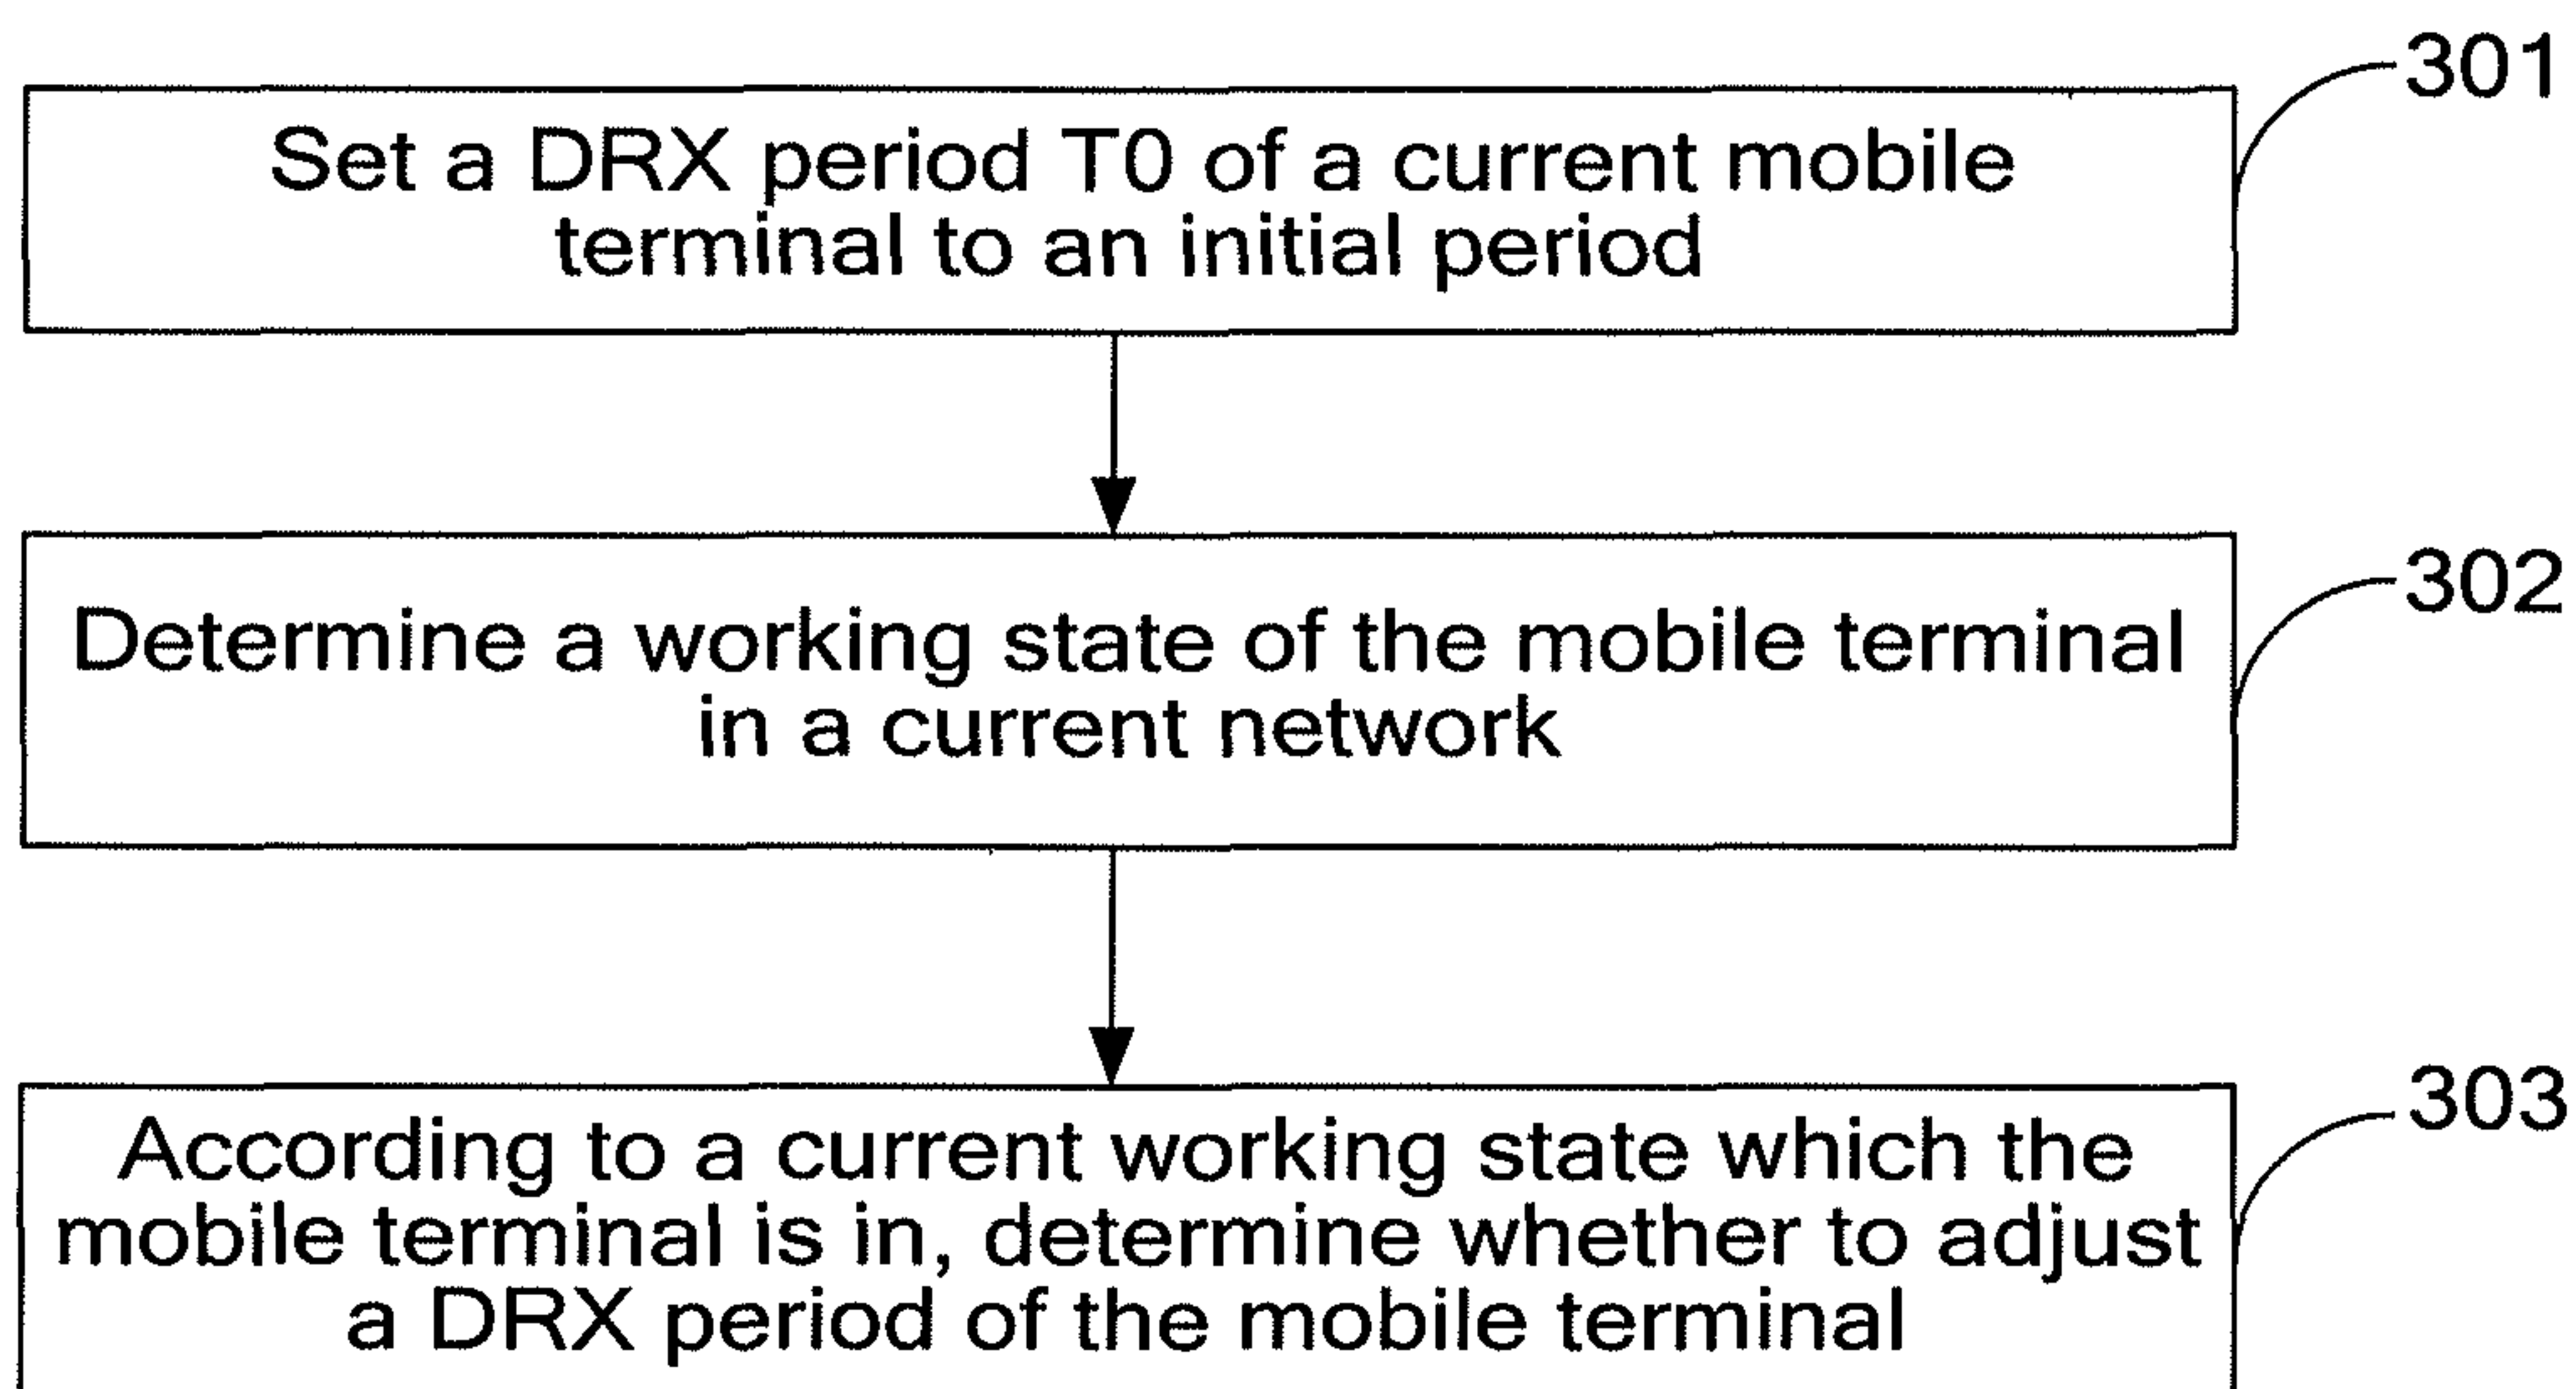 301
Set a DRX period T0 of a current mobile
terminal to an initial period
302
Determine a working state of the mobile terminal
in a current network
303
According to a current working state which the
mobile terminal is in, determine whether to adjust
a DRX period of the mobile terminal